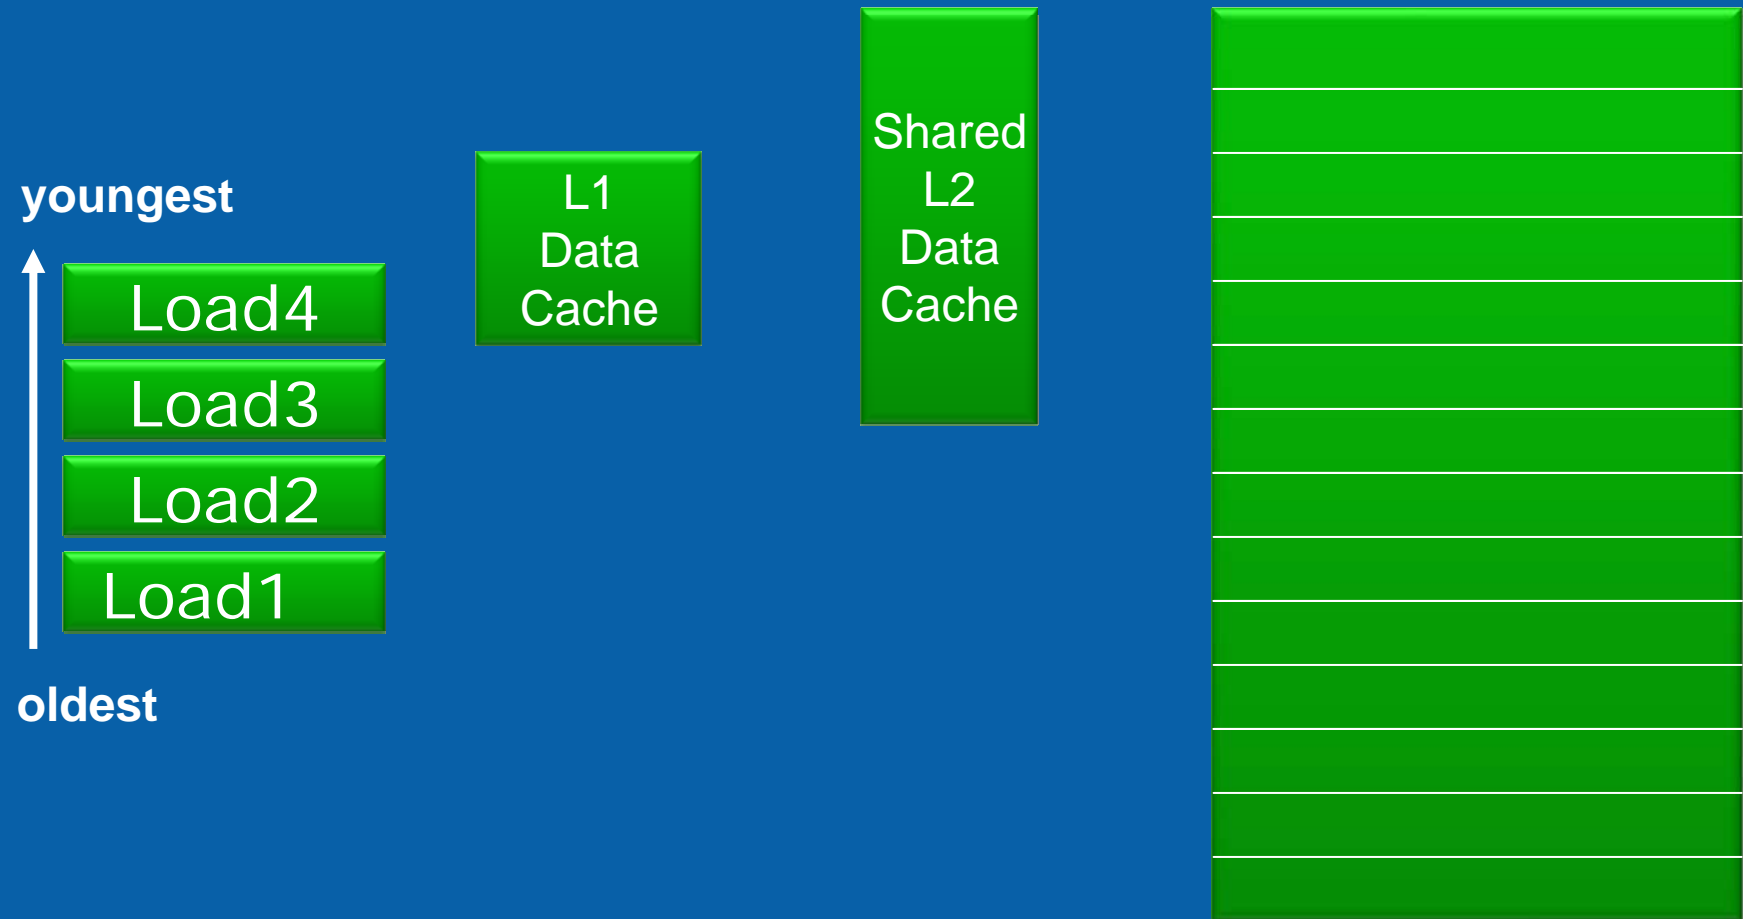 youngest
Load4
Load3
Load2
Load1
oldest
L1
Data
Cache
Shared
L2
Data
Cache